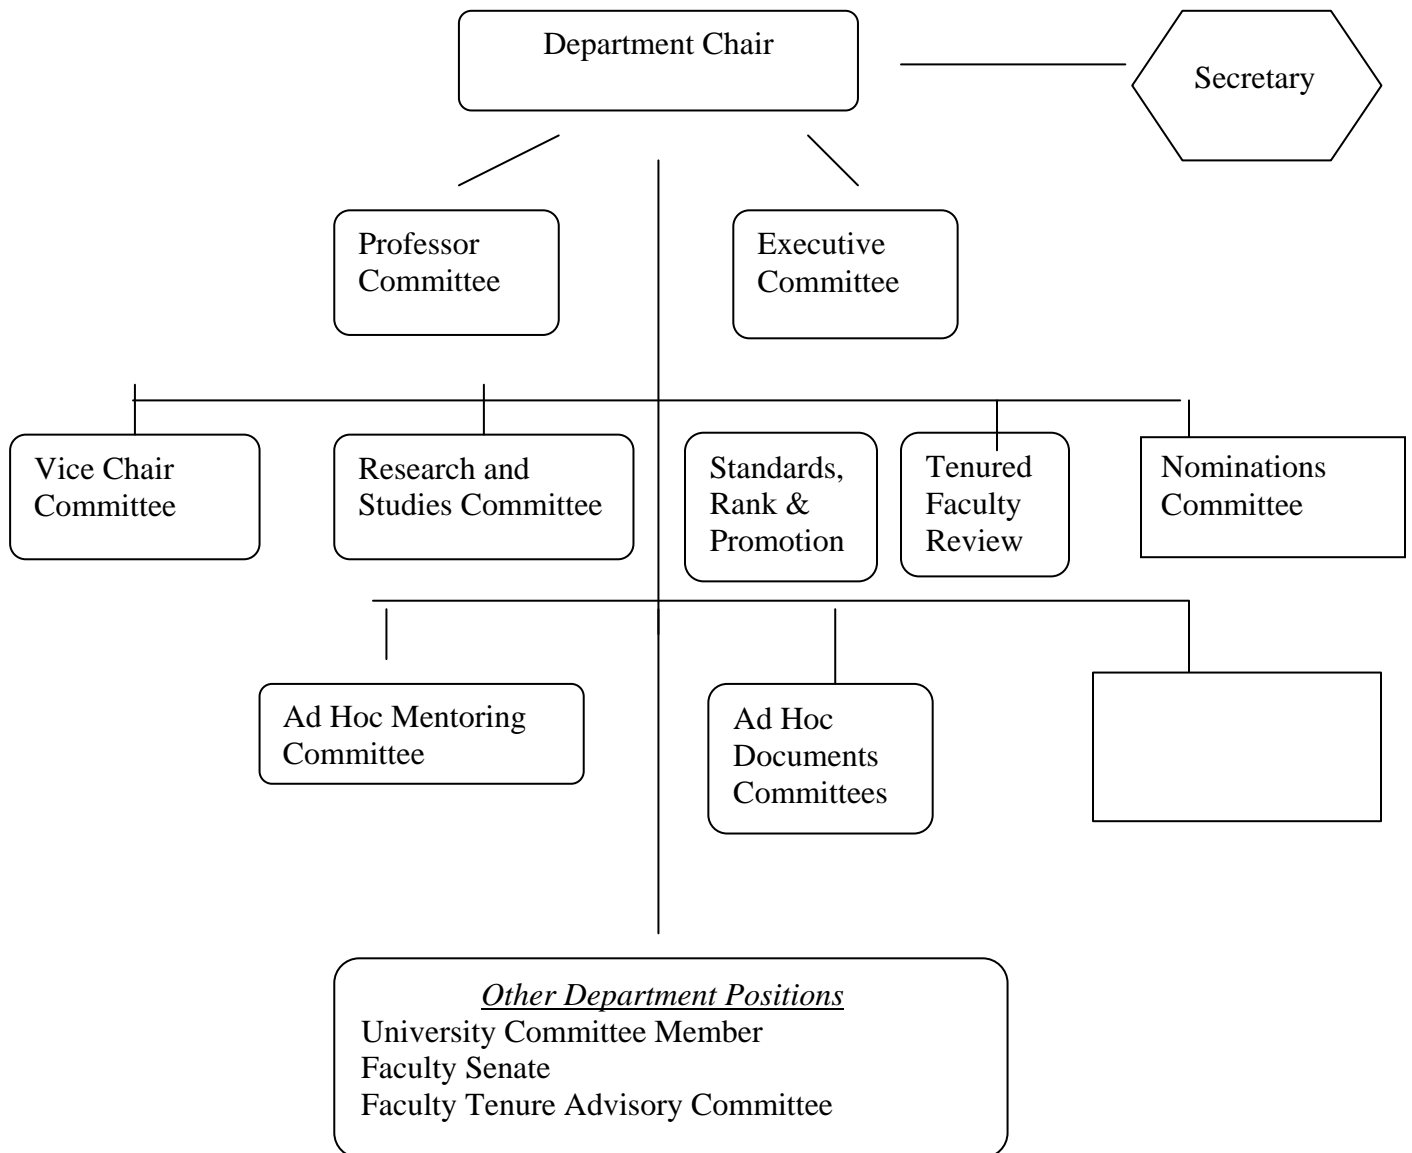 Department Chair
Secretary
Professor
Committee
Executive
Committee
Vice Chair
Committee
Research and
Studies Committee
Standards,
Rank &
Promotion
Tenured
Faculty
Review
Nominations
Committee
Ad Hoc Mentoring
Committee
Ad Hoc
Documents
Committees
Other Department Positions
University Committee Member
Faculty Senate
Faculty Tenure Advisory Committee